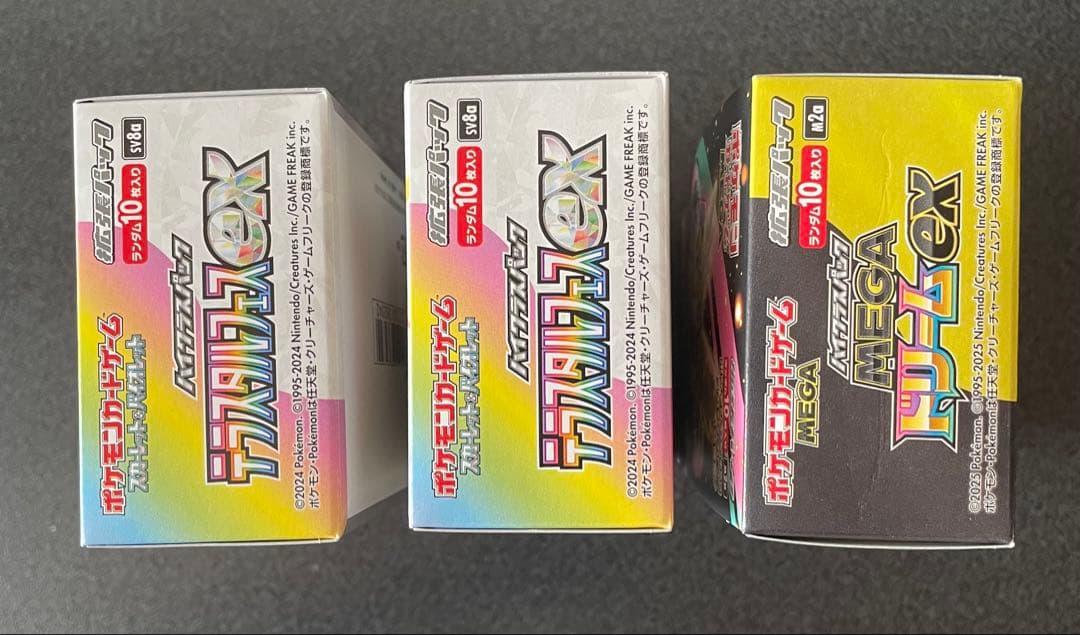 拡張パック
SV8a
ランダム10枚入り
ポケモンカードゲーム
スカーレット&バイオレット
ハイクラスパック
テラスタルフェスex
©2024 Pokémon. ©1995-2024 Nintendo/Creatures Inc./GAME FREAK inc.
ポケモン・Pokémonは任天堂・クリーチャーズ・ゲームフリークの登録商標です。
拡張パック
SV8a
ランダム10枚入り
ポケモンカードゲーム
スカーレット&バイオレット
ハイクラスパック
テラスタルフェスex
©2024 Pokémon. ©1995-2024 Nintendo/Creatures Inc./GAME FREAK inc.
ポケモン・Pokémonは任天堂・クリーチャーズ・ゲームフリークの登録商標です。
拡張パック
M2a
ランダム10枚入り
ポケモンカードゲーム
MEGA
ハイクラスパック
MEGA
ドリームex
©2025 Pokémon. ©1995-2025 Nintendo/Creatures Inc./GAME FREAK inc.
ポケモン・Pokémonは任天堂・クリーチャーズ・ゲームフリークの登録商標です。